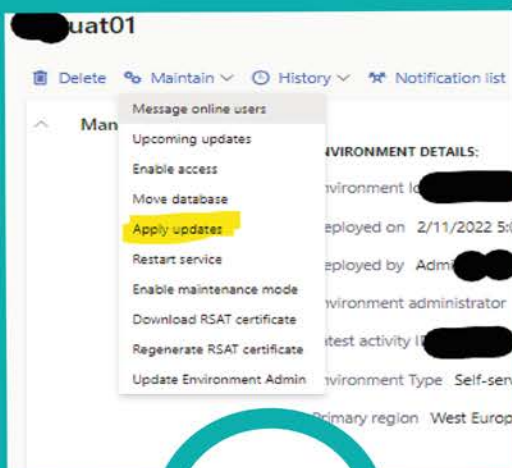 uat01
Delete Maintain History Notification list
Man
Message online users
Upcoming updates
Enable access
Move database
Apply updates
Restart service
Enable maintenance mode
Download RSAT certificate
Regenerate RSAT certificate
Update Environment Admin
NVIRONMENT DETAILS:
nvironment Id
eployed on 2/11/2022 5:0
eployed by Admi
nvironment administrator
atest activity I
nvironment Type Self-serv
Primary region West Europ